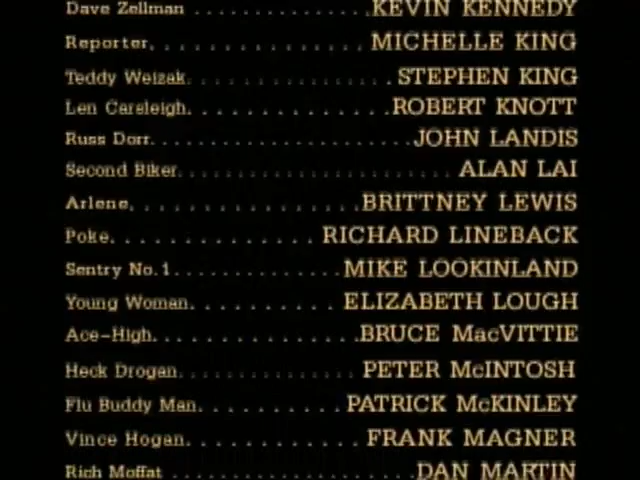 Dave Zellman . . . . . . . . . . . . . . KEVIN KENNEDY
Reporter. . . . . . . . . . . . . . . . . MICHELLE KING
Teddy Weizak. . . . . . . . . . . . . . . . STEPHEN KING
Len Carsleigh. . . . . . . . . . . . . . . ROBERT KNOTT
Russ Dorr. . . . . . . . . . . . . . . . . . . . JOHN LANDIS
Second Biker. . . . . . . . . . . . . . . . . . . . . ALAN LAI
Arlene. . . . . . . . . . . . . . . . . BRITTNEY LEWIS
Poke. . . . . . . . . . . . . . RICHARD LINEBACK
Sentry No. 1. . . . . . . . . . . . . . MIKE LOOKINLAND
Young Woman. . . . . . . . . . ELIZABETH LOUGH
Ace-High. . . . . . . . . . . . . . . BRUCE MacVITTIE
Heck Drogan. . . . . . . . . . . . . . . PETER McINTOSH
Flu Buddy Man. . . . . . . . . . PATRICK McKINLEY
Vince Hogan. . . . . . . . . . . . FRANK MAGNER
Rich Moffat . . . . . . . . . . . . . . . . . . . DAN MARTIN